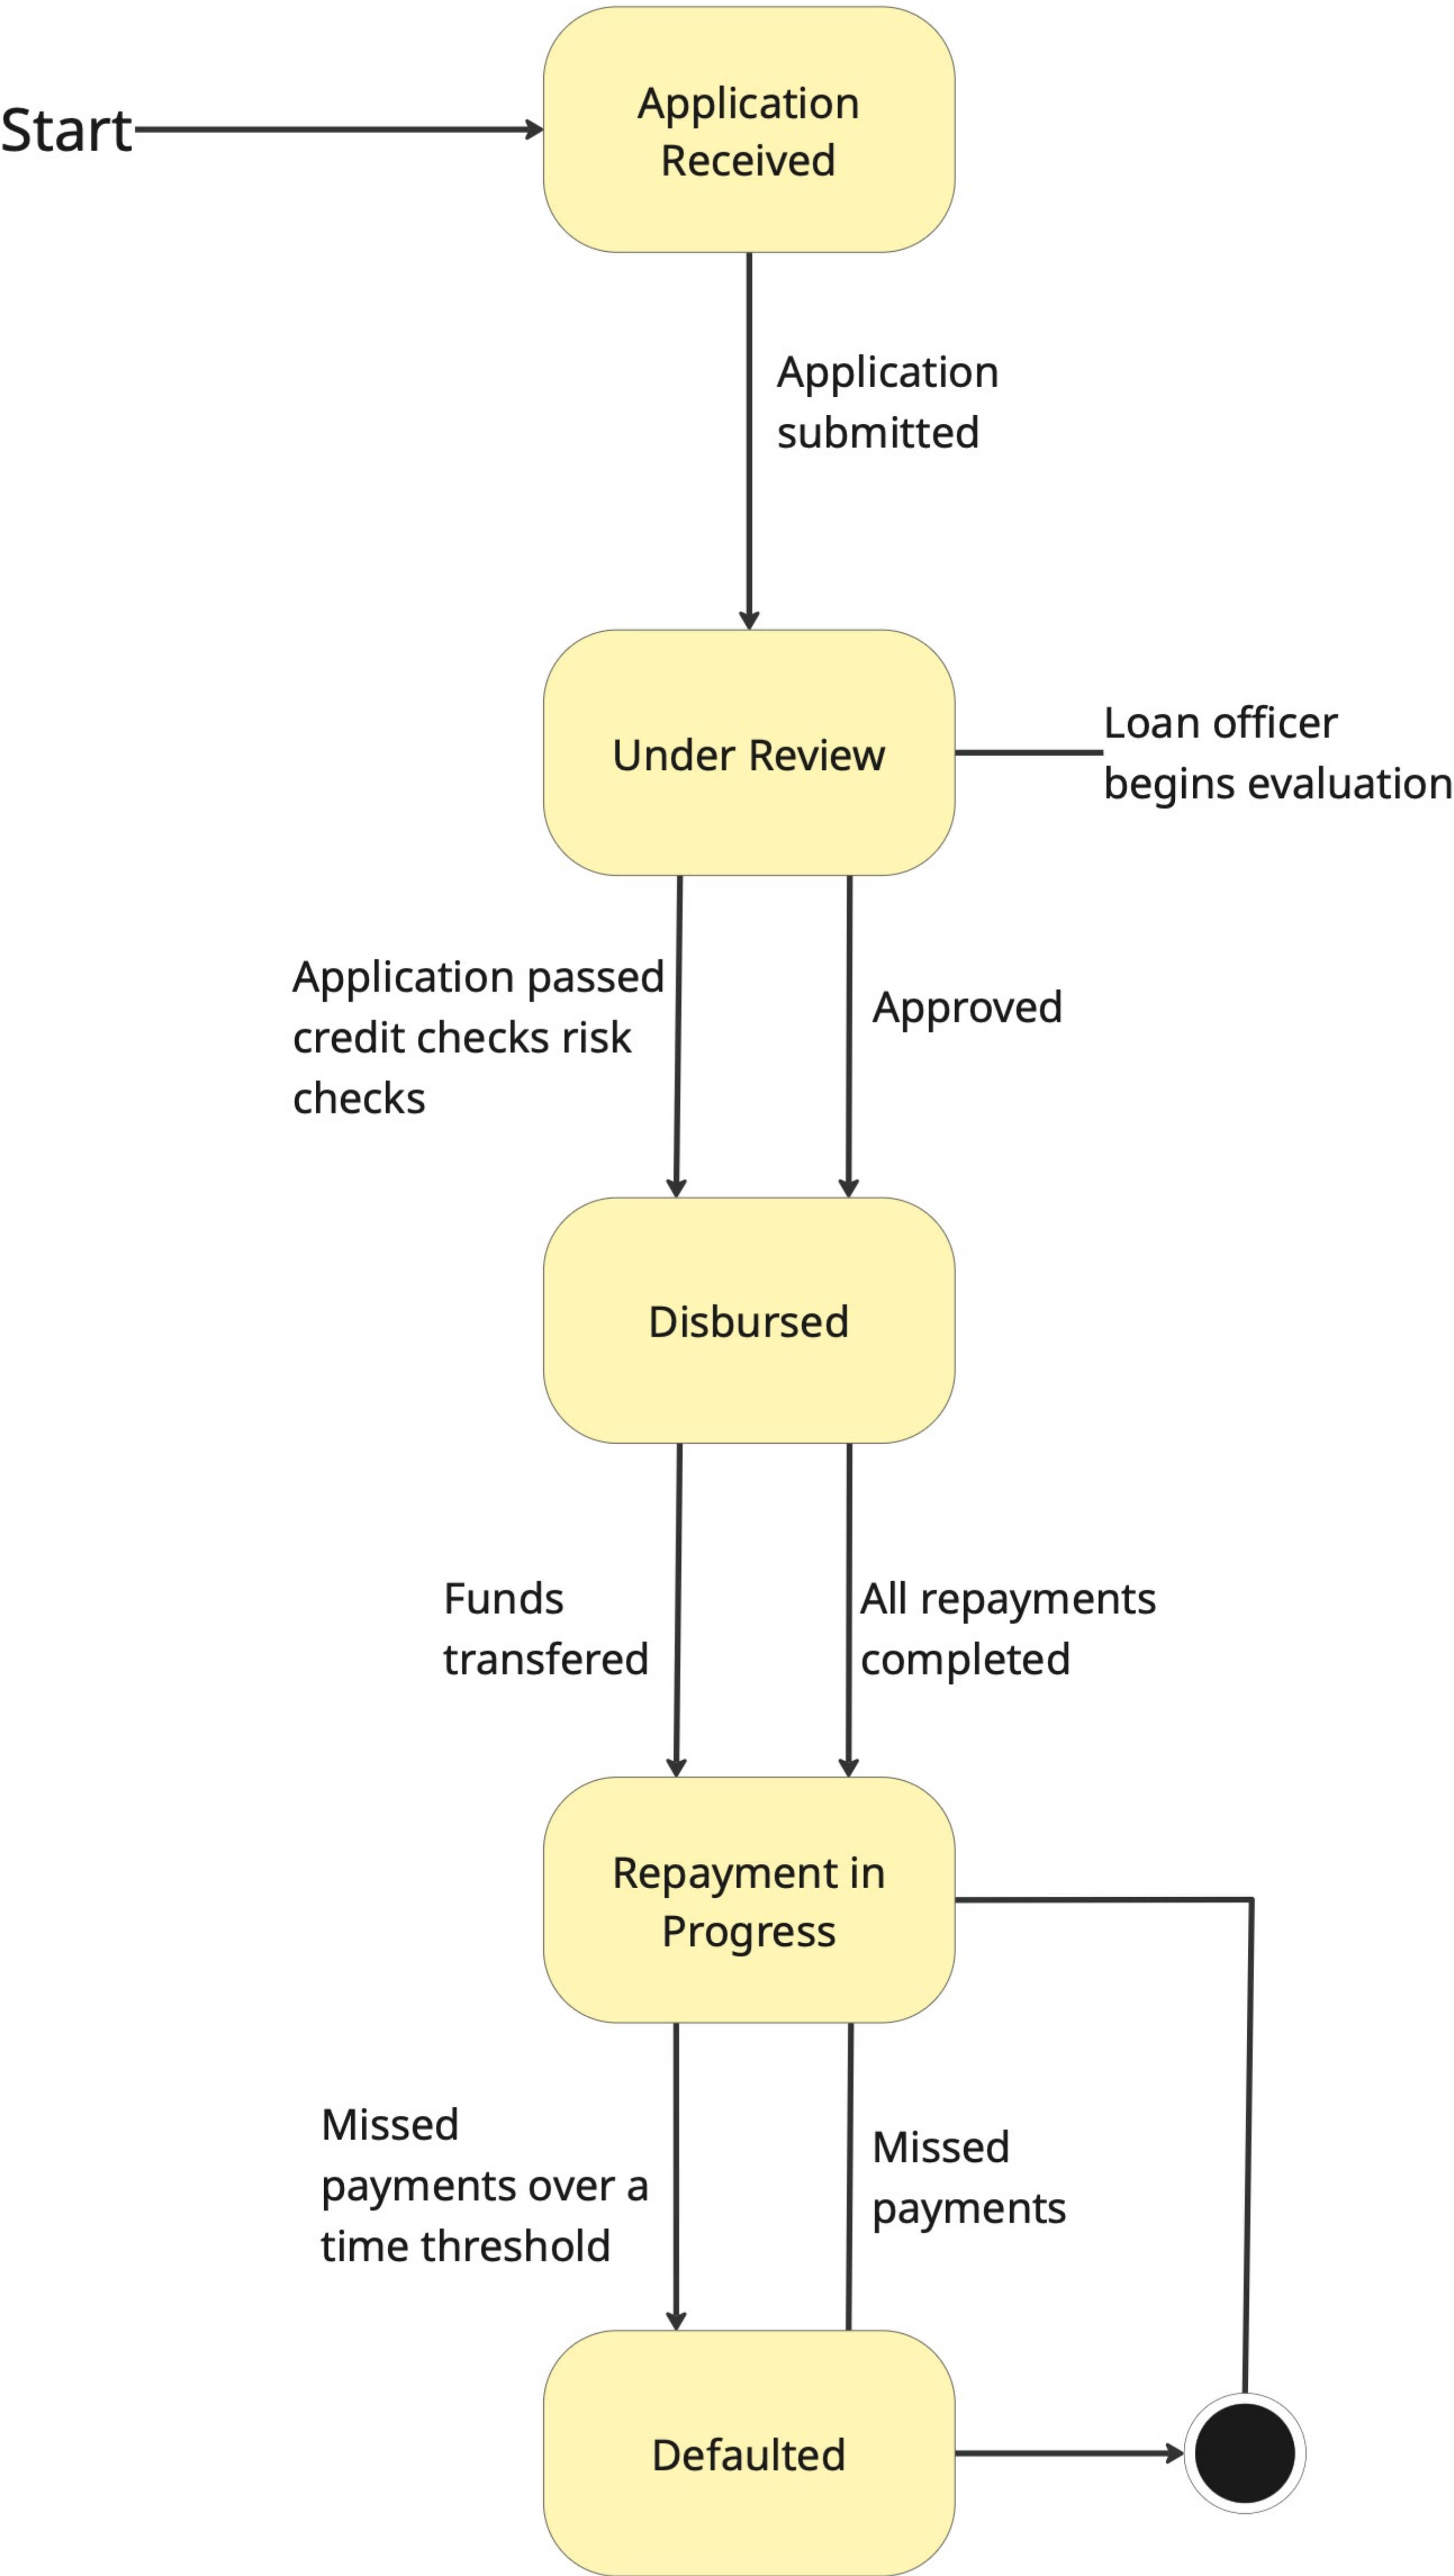 Start
Application
Received
Application
submitted
Under Review
Loan officer
begins evaluation
Application passed
credit checks risk
checks
Approved
Disbursed
Funds
transfered
All repayments
completed
Repayment in
Progress
Missed
payments over a
time threshold
Missed
payments
Defaulted